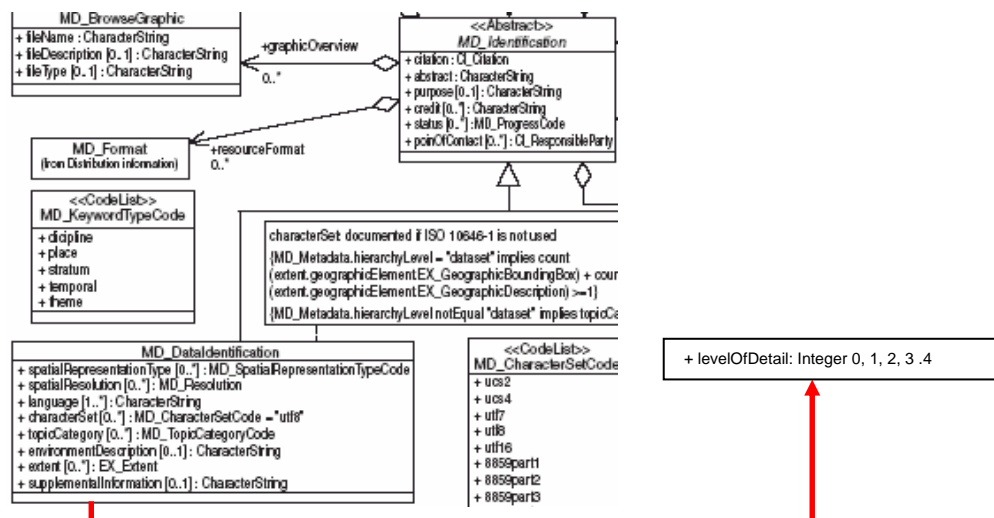 MD_BrowseGraphic
+ fileName : CharacterString
+ fileDescription [0..1] : CharacterString
+ fileType [0..1] : CharacterString
+graphicOverview
0..*
<<Abstract>>
MD_Identification
+ citation : CI_Citation
+ abstract : CharacterString
+ purpose [0..1] : CharacterString
+ credit [0..*] : CharacterString
+ status [0..*] : MD_ProgressCode
+ poinOfContact [0..*] : CI_ResponsibleParty
MD_Format
(from Distribution information)
+resourceFormat
0..*
<<CodeList>>
MD_KeywordTypeCode
+ dicipline
+ place
+ stratum
+ temporal
+ theme
characterSet: documented if ISO 10646-1 is not used
{MD_Metadata.hierarchyLevel = "dataset" implies count
(extent.geographicElement.EX_GeographicBoundingBox) + coun
(extent.geographicElement.EX_GeographicDescription) >=1}
{MD_Metadata.hierarchyLevel notEqual "dataset" implies topicCa
MD_DataIdentification
+ spatialRepresentationType [0..*] : MD_SpatialRepresentationTypeCode
+ spatialResolution [0..*] : MD_Resolution
+ language [1..*] : CharacterString
+ characterSet [0..*] : MD_CharacterSetCode = "utf8"
+ topicCategory [0..*] : MD_TopicCategoryCode
+ environmentDescription [0..1] : CharacterString
+ extent [0..*] : EX_Extent
+ supplementalInformation [0..1] : CharacterString
<<CodeList>>
MD_CharacterSetCode
+ ucs2
+ ucs4
+ utf7
+ utf8
+ utf16
+ 8859part1
+ 8859part2
+ 8859part3
+ levelOfDetail: Integer 0, 1, 2, 3 .4